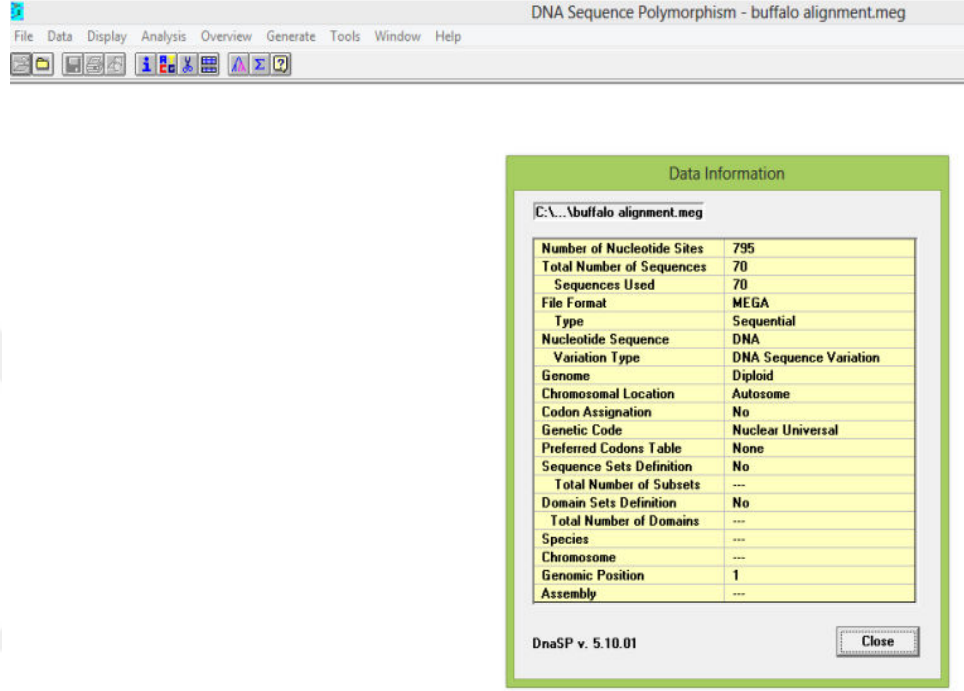 DNA Sequence Polymorphism - buffalo alignment.meg
File Data Display Analysis Overview Generate Tools Window Help
Data Information
C:\...\buffalo alignment.meg
Number of Nucleotide Sites 795
Total Number of Sequences 70
Sequences Used 70
File Format MEGA
Type Sequential
Nucleotide Sequence DNA
Variation Type DNA Sequence Variation
Genome Diploid
Chromosomal Location Autosome
Codon Assignation No
Genetic Code Nuclear Universal
Preferred Codons Table None
Sequence Sets Definition No
Total Number of Subsets ---
Domain Sets Definition No
Total Number of Domains ---
Species ---
Chromosome ---
Genomic Position 1
Assembly ---
DnaSP v. 5.10.01 Close